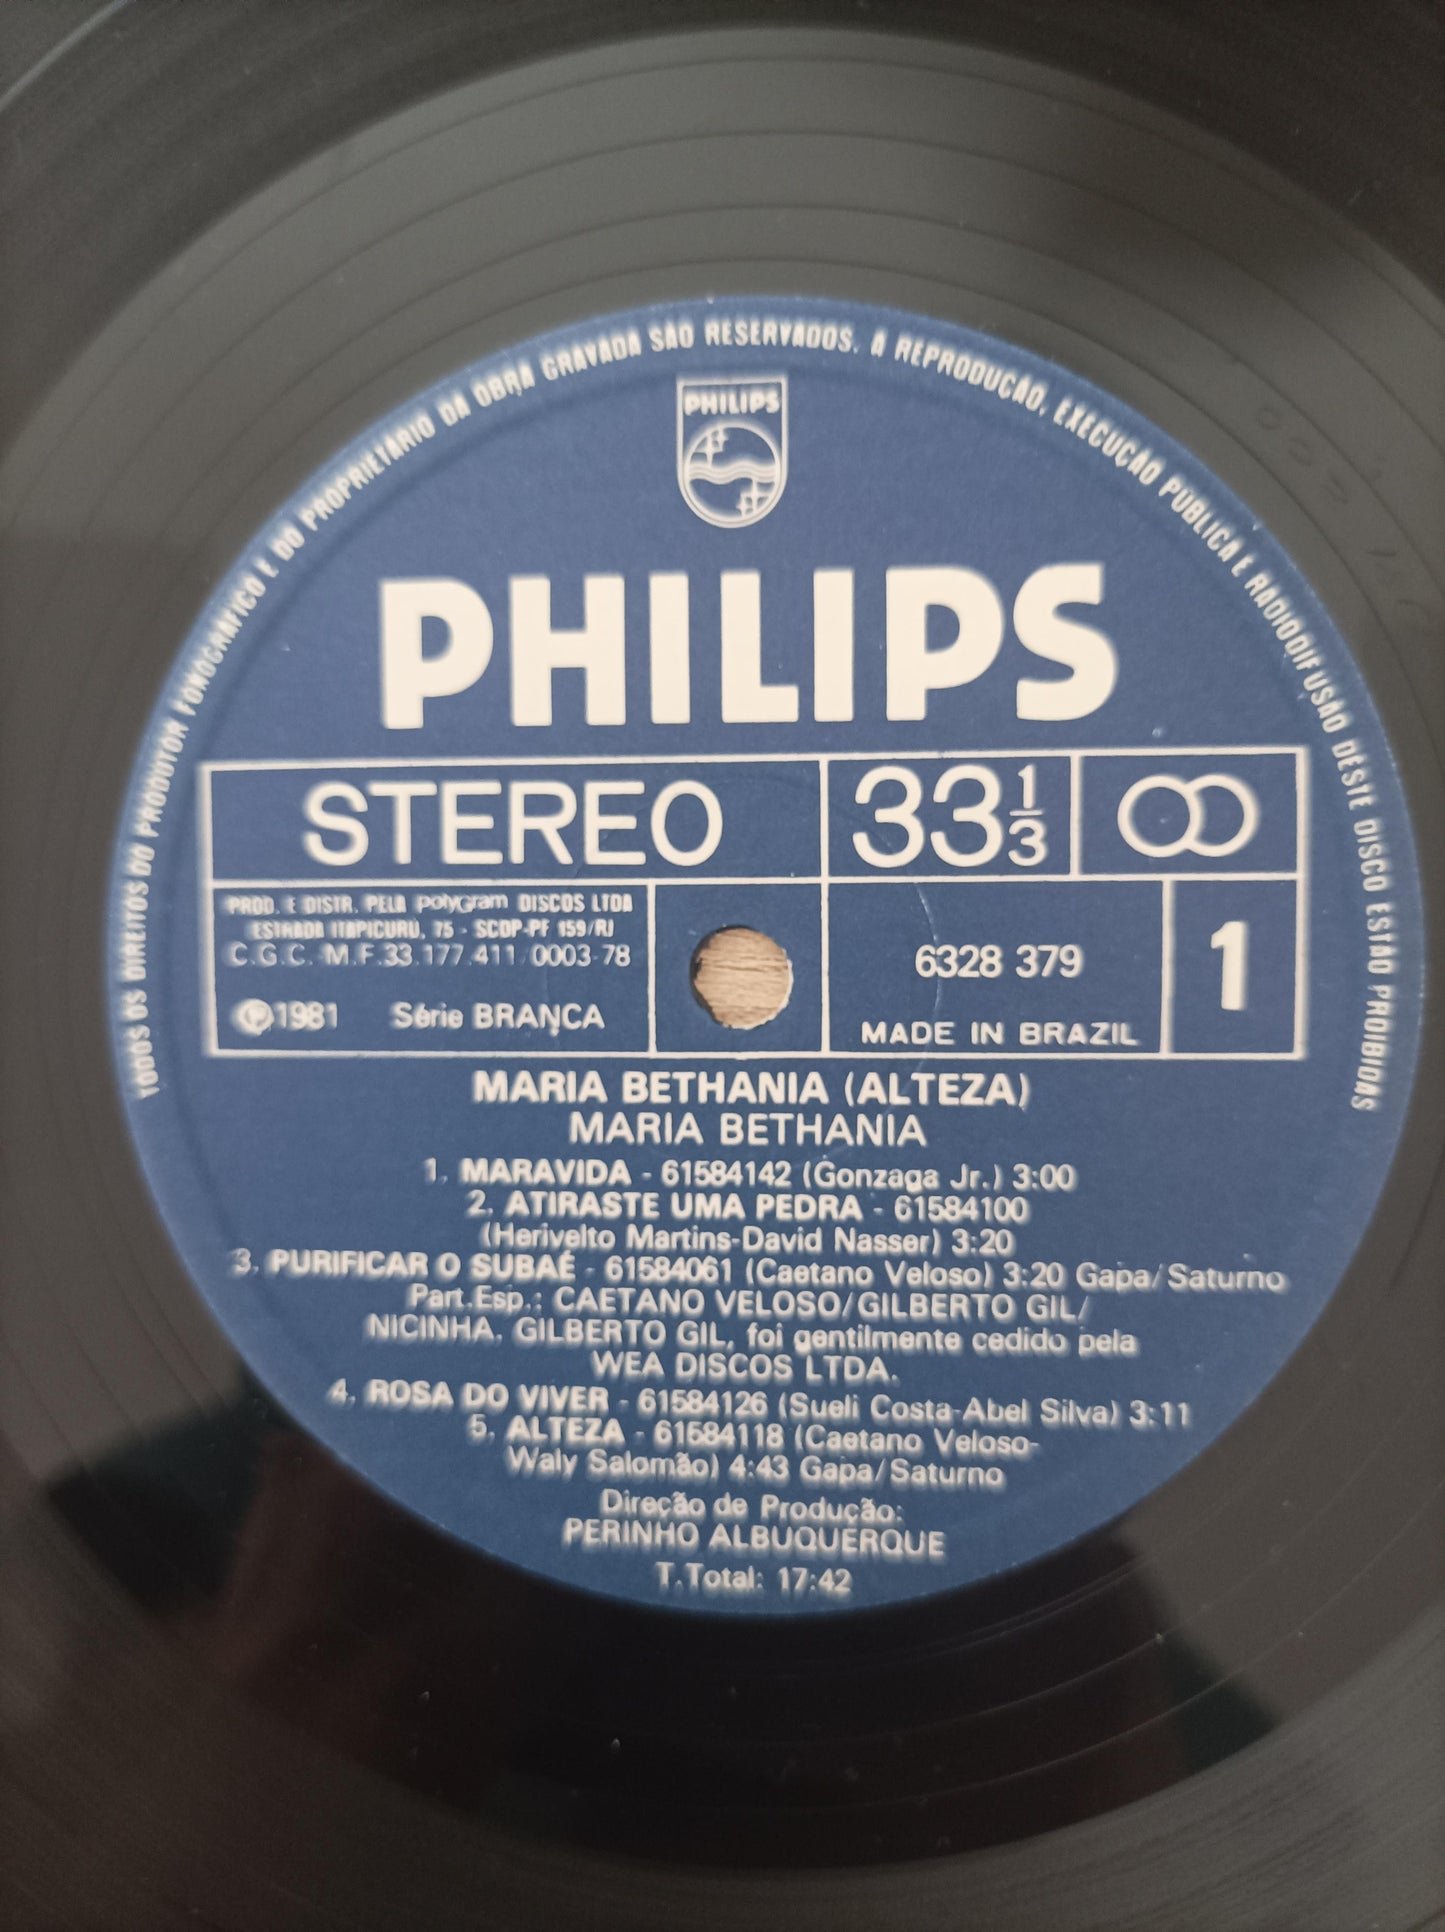 TODOS OS DIREITOS DO PRODUTOR FONOGRÁFICO E DO PROPRIETÁRIO DA OBRA GRAVADA SÃO RESERVADOS. A REPRODUÇÃO, EXECUÇÃO PÚBLICA E RADIODIFUSÃO DESTE DISCO ESTÃO PROIBIDAS
PHILIPS
PHILIPS
STEREO 33 1/3
PROD. E DISTR. PELA polyGram DISCOS LTDA
ESTRADA ITAPICURU, 75 - SCDP-PF 159/RJ
C.G.C. M.F.33.177.411/0003-78
Ⓟ1981 Série BRANÇA
6328 379
MADE IN BRAZIL
1
MARIA BETHANIA (ALTEZA)
MARIA BETHANIA
1. MARAVIDA - 61584142 (Gonzaga Jr.) 3:00
2. ATIRASTE UMA PEDRA - 61584100
(Herivelto Martins-David Nasser) 3:20
3. PURIFICAR O SUBAÉ - 61584061 (Caetano Veloso) 3:20 Gapa/Saturno
Part.Esp.: CAETANO VELOSO/GILBERTO GIL/
NICINHA. GILBERTO GIL, foi gentilmente cedido pela
WEA DISCOS LTDA.
4. ROSA DO VIVER - 61584126 (Sueli Costa-Abel Silva) 3:11
5. ALTEZA - 61584118 (Caetano Veloso-
Waly Salomão) 4:43 Gapa/Saturno
Direção de Produção:
PERINHO ALBUQUERQUE
T.Total: 17:42